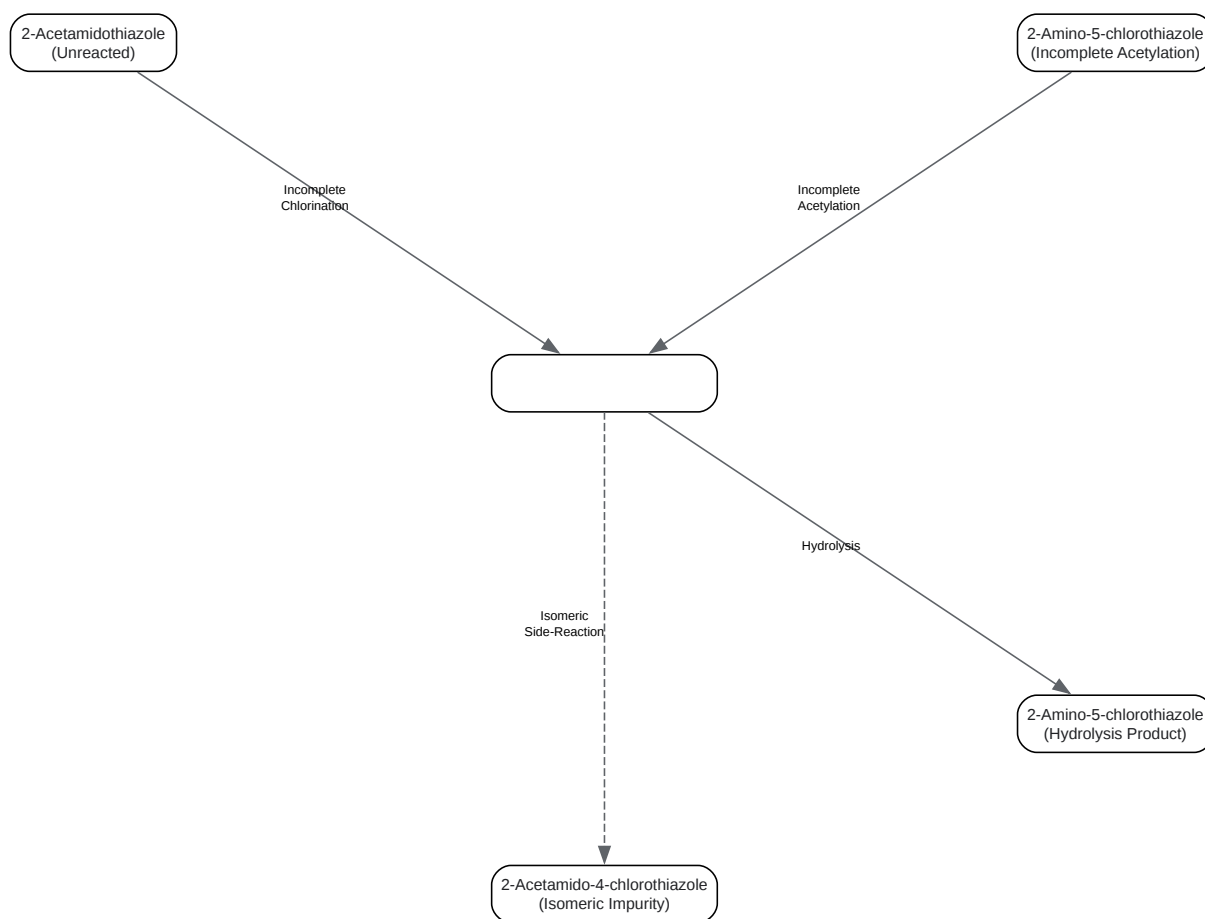 2-Acetamidothiazole
(Unreacted)
2-Amino-5-chlorothiazole
(Incomplete Acetylation)
Incomplete
Chlorination
Incomplete
Acetylation
Hydrolysis
Isomeric
Side-Reaction
2-Amino-5-chlorothiazole
(Hydrolysis Product)
2-Acetamido-4-chlorothiazole
(Isomeric Impurity)